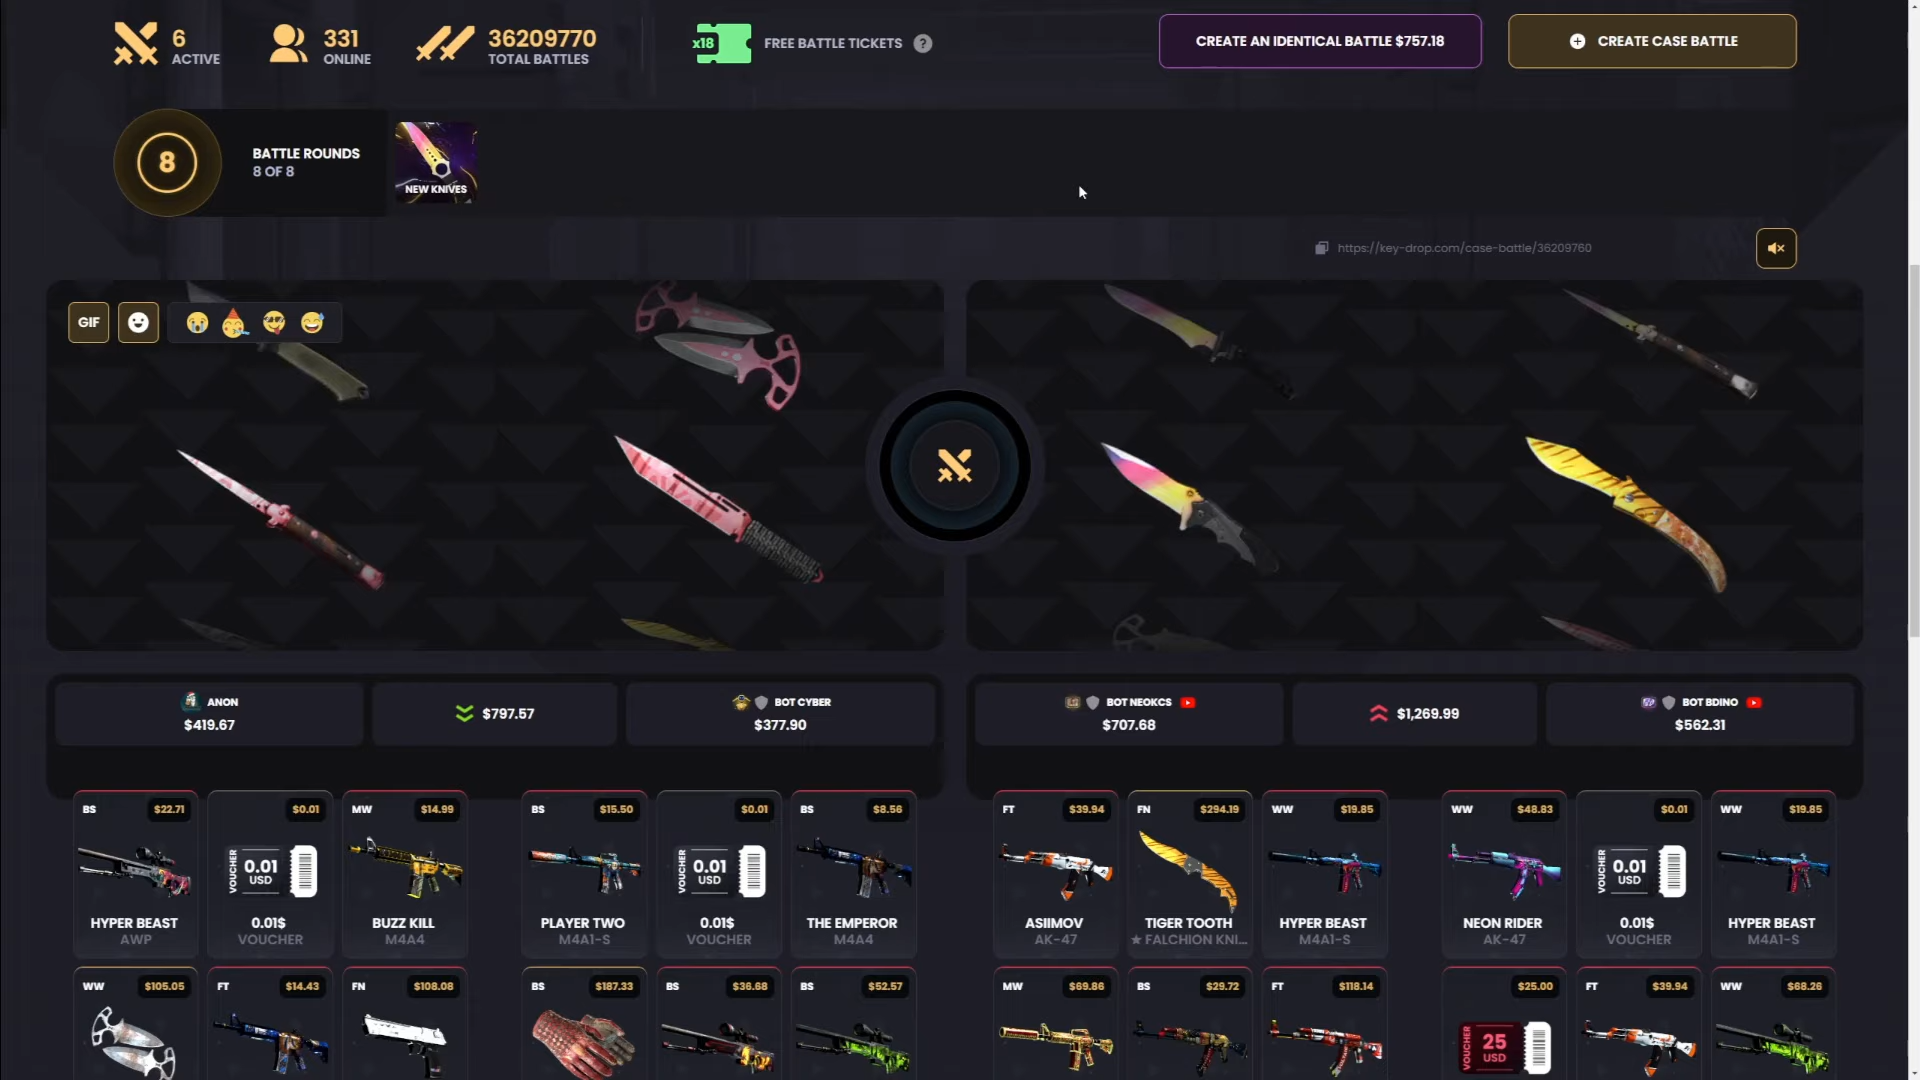 6
ACTIVE
331
ONLINE
36209770
TOTAL BATTLES
x18
FREE BATTLE TICKETS ?
CREATE AN IDENTICAL BATTLE $757.18
CREATE CASE BATTLE
8
BATTLE ROUNDS
8 OF 8
NEW KNIVES
https://key-drop.com/case-battle/36209760
GIF
ANON
$419.67
$797.57
BOT CYBER
$377.90
BOT NEOKCS
$707.68
$1,269.99
BOT BDINO
$562.31
BS $22.71
HYPER BEAST
AWP
$0.01
VOUCHER
0.01
USD
0.01$
VOUCHER
MW $14.99
BUZZ KILL
M4A4
BS $15.50
PLAYER TWO
M4A1-S
$0.01
VOUCHER
0.01
USD
0.01$
VOUCHER
BS $8.56
THE EMPEROR
M4A4
FT $39.94
ASIIMOV
AK-47
FN $294.19
TIGER TOOTH
★ FALCHION KNI...
WW $19.85
HYPER BEAST
M4A1-S
WW $48.83
NEON RIDER
AK-47
$0.01
VOUCHER
0.01
USD
0.01$
VOUCHER
WW $19.85
HYPER BEAST
M4A1-S
WW $105.05
FT $14.43
FN $108.08
BS $187.33
BS $36.68
BS $52.57
MW $69.86
BS $29.72
FT $118.14
$25.00
VOUCHER
25
USD
FT $39.94
WW $68.26